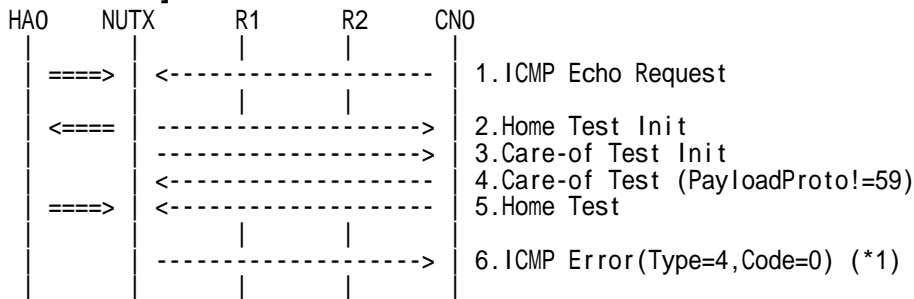 HA0 NUTX R1 R2 CN0
====> <--------------------- 1.ICMP Echo Request
<==== ---------------------> 2.Home Test Init
---------------------> 3.Care-of Test Init
<--------------------- 4.Care-of Test (PayloadProto!=59)
====> <--------------------- 5.Home Test
---------------------> 6.ICMP Error(Type=4,Code=0) (*1)